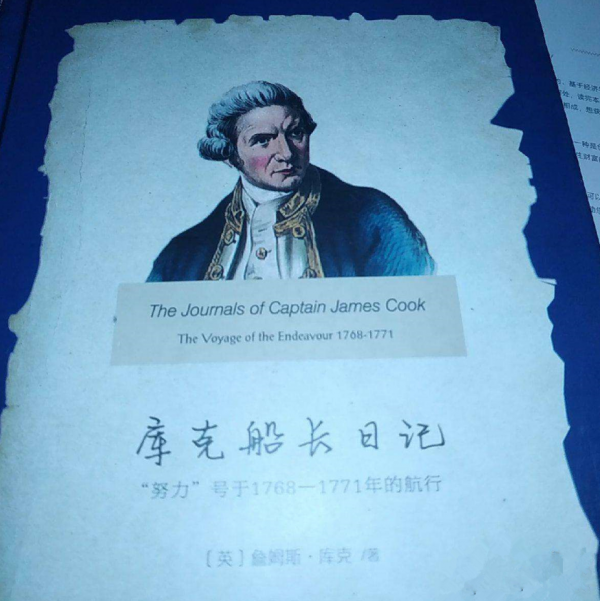 The Journals of Captain James Cook
The Voyage of the Endeavour 1768-1771
库克船长日记
“努力”号于1768—1771年的航行
[英]詹姆斯·库克 /著